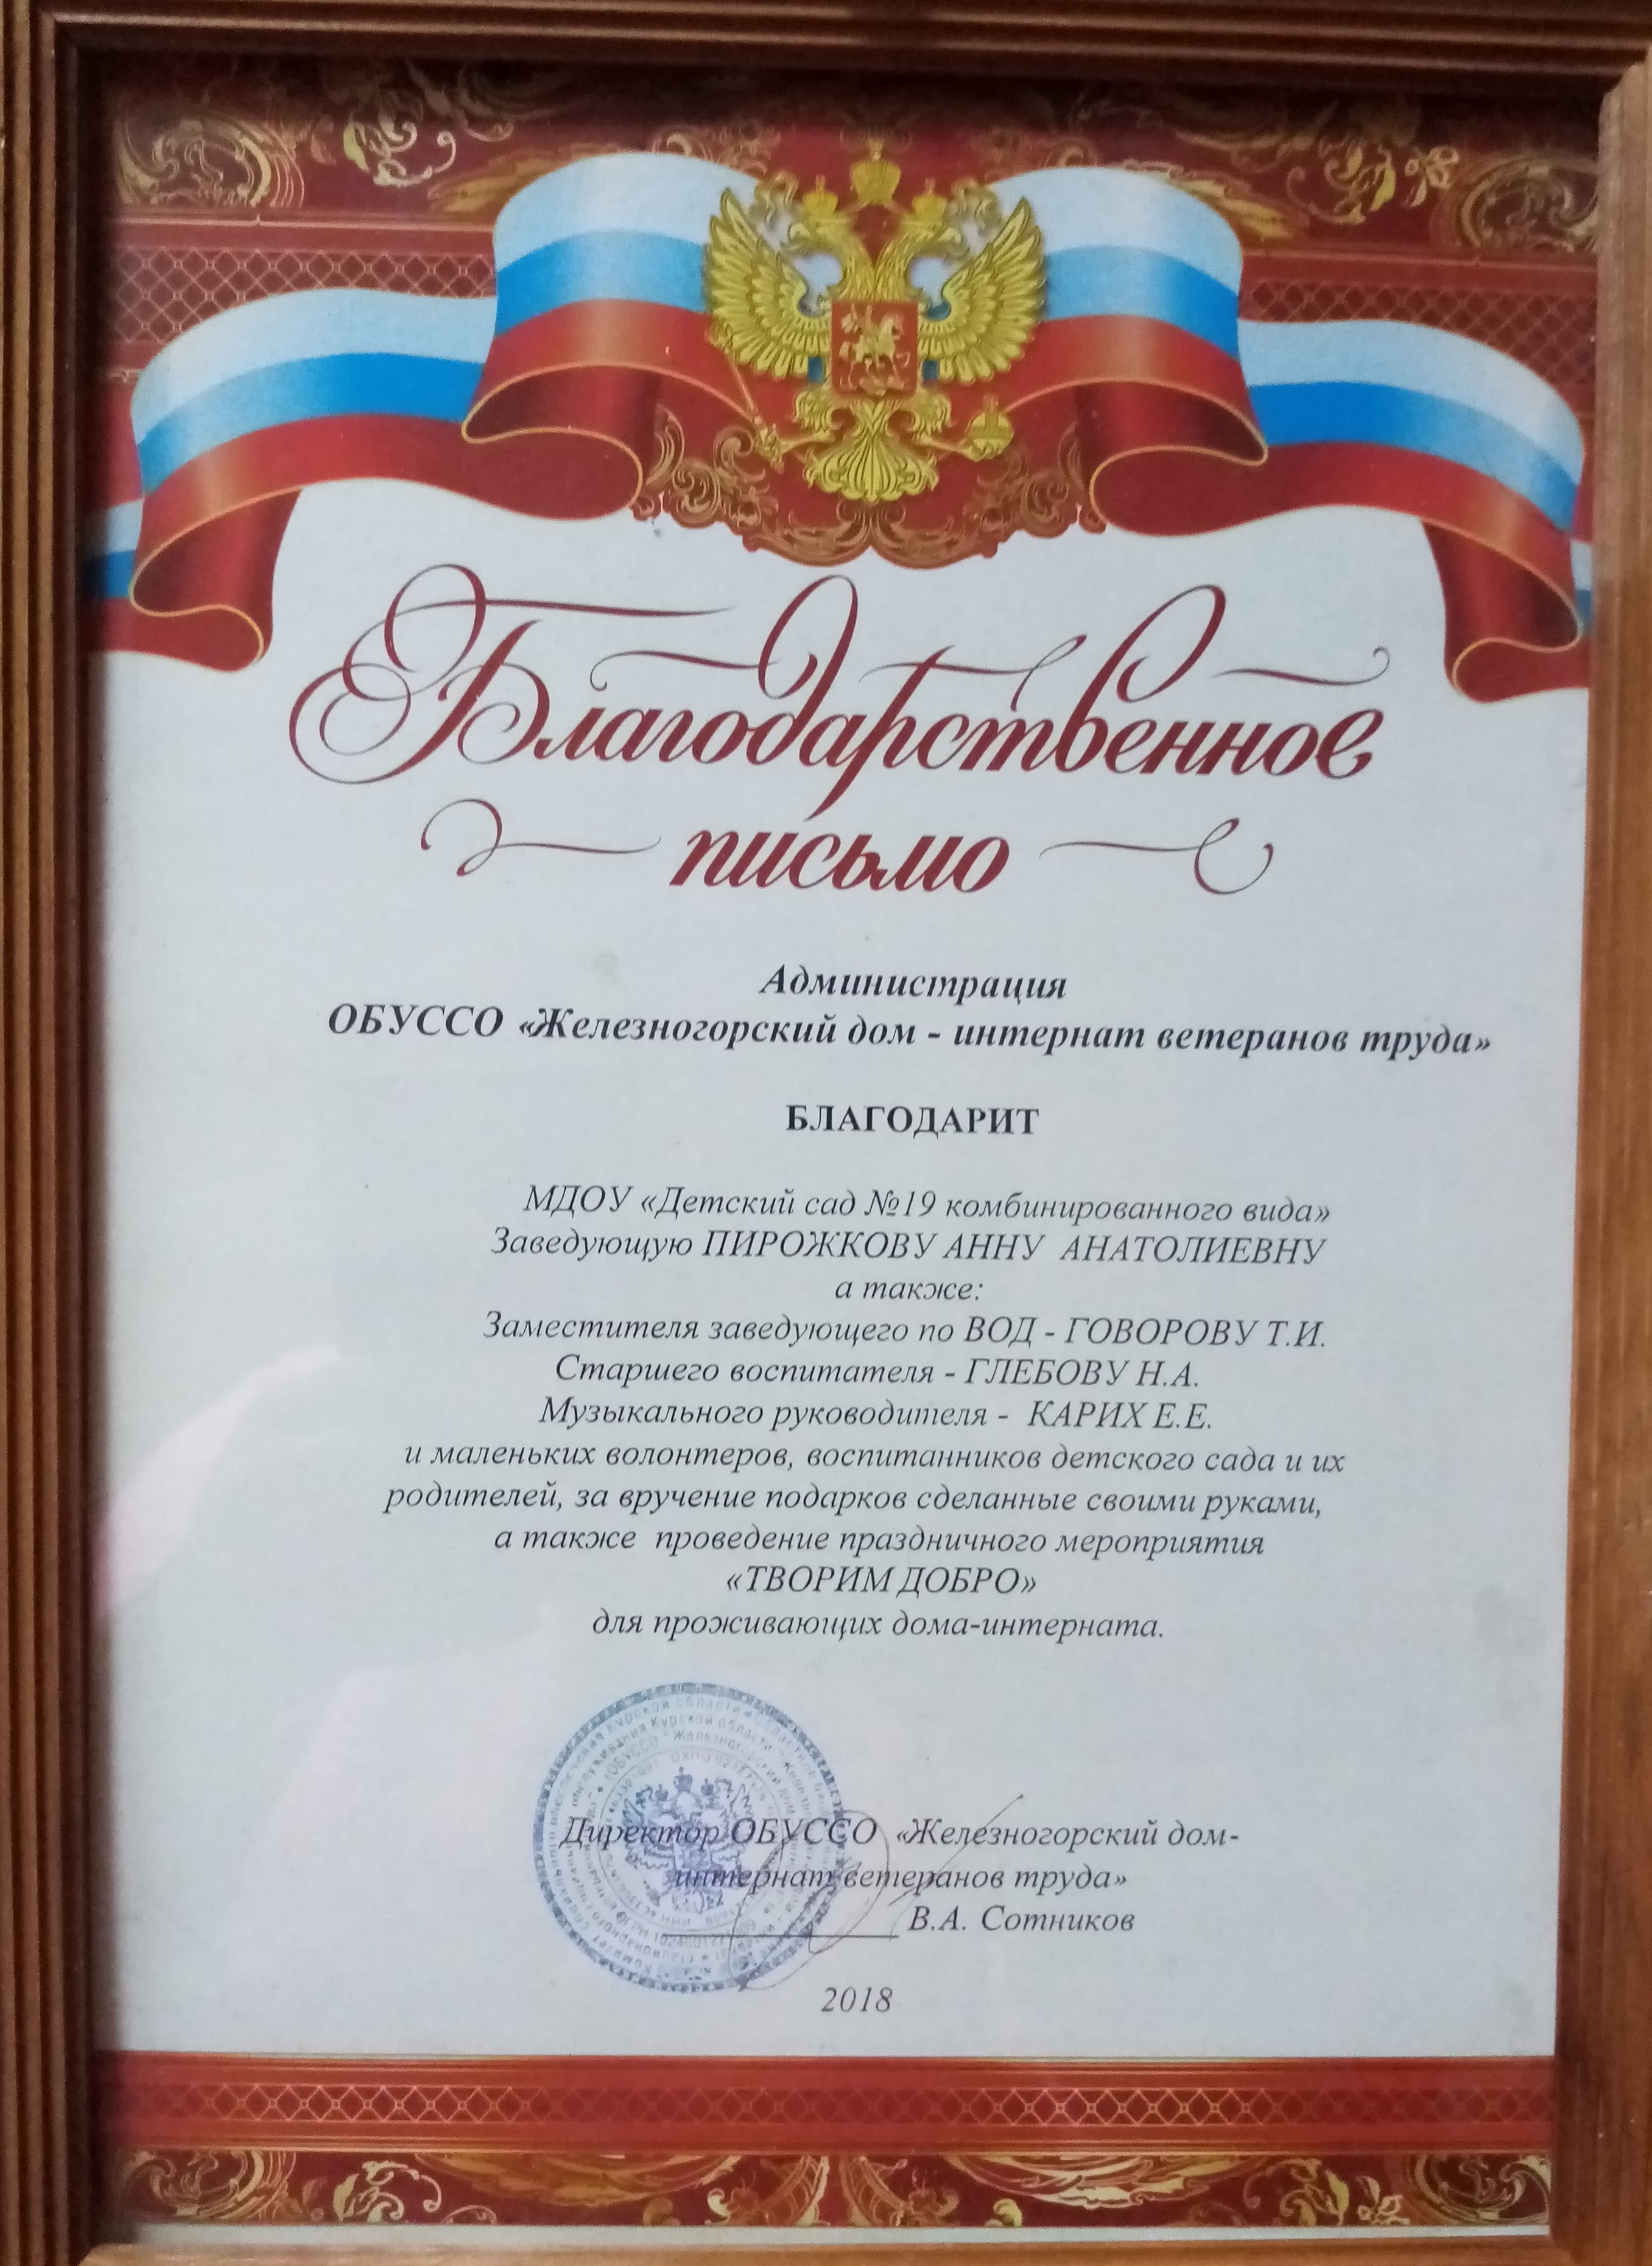 Благодарственное
письмо
Администрация
ОБУССО «Железногорский дом - интернат ветеранов труда»
БЛАГОДАРИТ
МДОУ «Детский сад №19 комбинированного вида»
Заведующую ПИРОЖКОВУ АННУ АНАТОЛИЕВНУ
а также:
Заместителя заведующего по ВОД - ГОВОРОВУ Т.И.
Старшего воспитателя - ГЛЕБОВУ Н.А.
Музыкального руководителя - КАРИХ Е.Е.
и маленьких волонтеров, воспитанников детского сада и их
родителей, за вручение подарков сделанные своими руками,
а также проведение праздничного мероприятия
«ТВОРИМ ДОБРО»
для проживающих дома-интерната.
Директор ОБУССО «Железногорский дом-
интернат ветеранов труда»
В.А. Сотников
2018